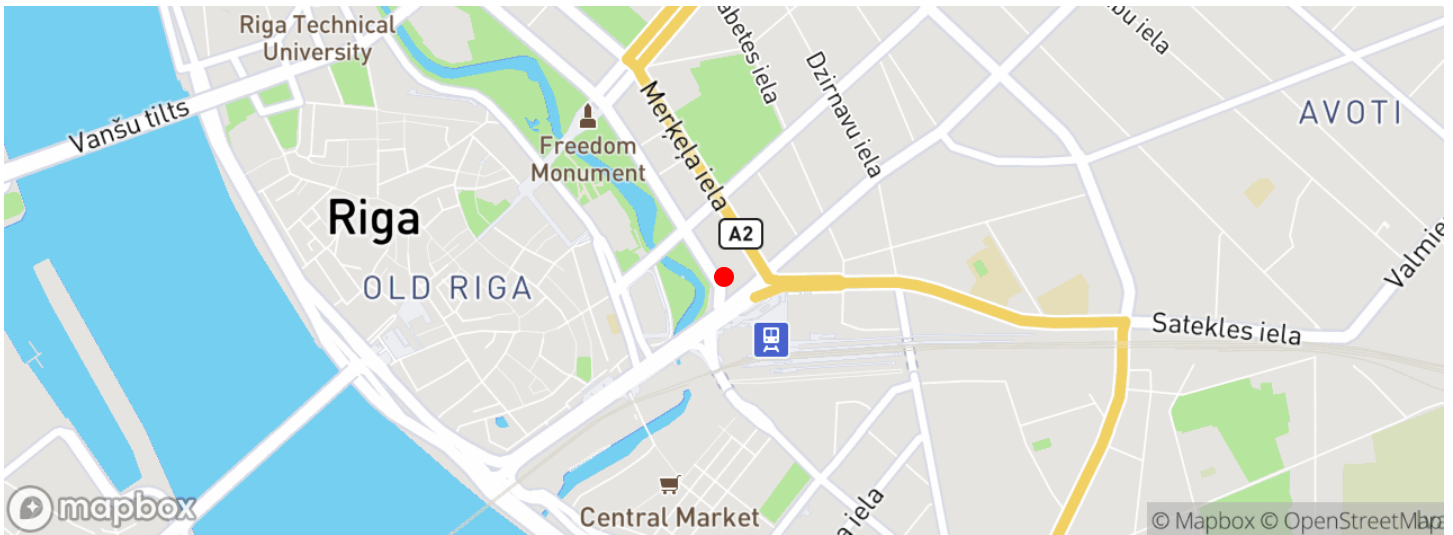 Riga Technical
University
Vanšu tilts
Freedom
Monument
Merķeļa iela
Dzirnavu iela
AVOTI
Riga
A2
OLD RIGA
Satekles iela
Central Market
mapbox
© Mapbox © OpenStreetMap